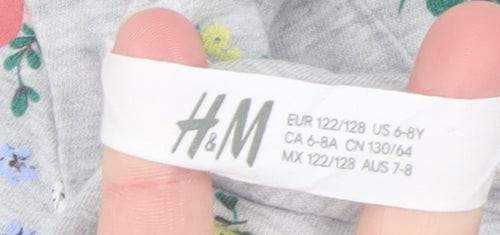 H&M
EUR 122/128 US 6-8Y
CA 6-8A CN 130/64
MX 122/128 AUS 7-8